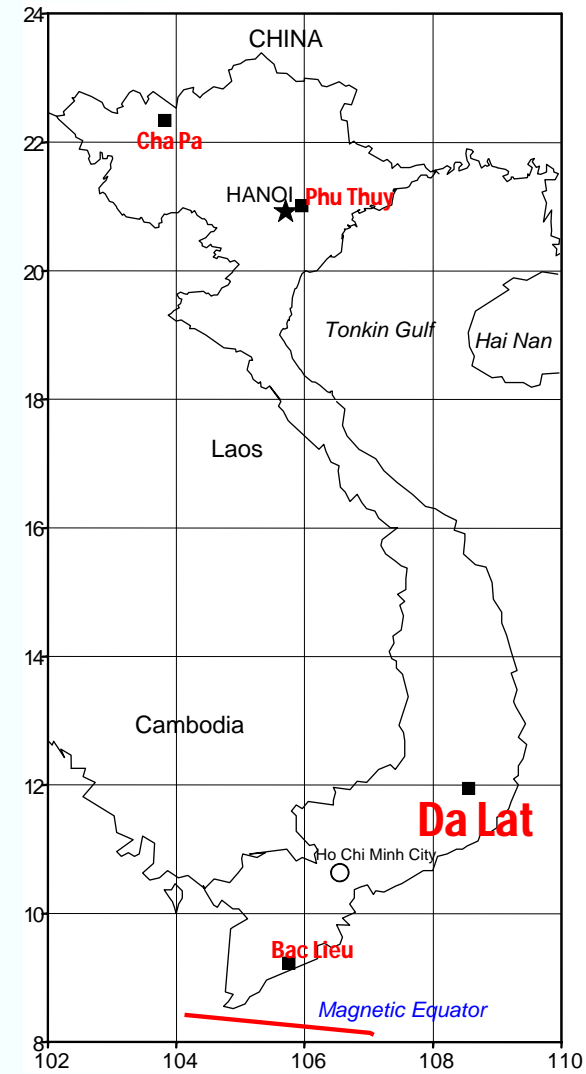 24
CHINA
22
Cha Pa
HANOI
Phu Thuy
20
Tonkin Gulf
Hai Nan
18
Laos
16
14
Cambodia
12
Da Lat
Ho Chi Minh City
10
Bac Lieu
Magnetic Equator
8
102 104 106 108 110